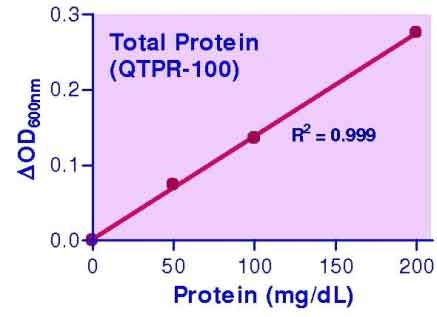 Total Protein
(QTPR-100)
R² = 0.999
ΔOD600nm
0.3
0.2
0.1
0.0
0 50 100 150 200
Protein (mg/dL)